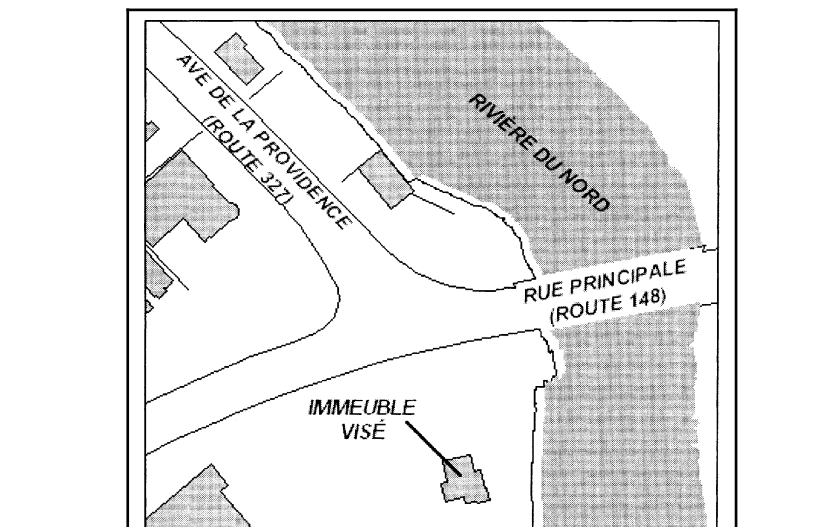 AVE DE LA PROVIDENCE
(ROUTE 327)
RIVIÈRE DU NORD
RUE PRINCIPALE
(ROUTE 148)
IMMEUBLE
VISÉ